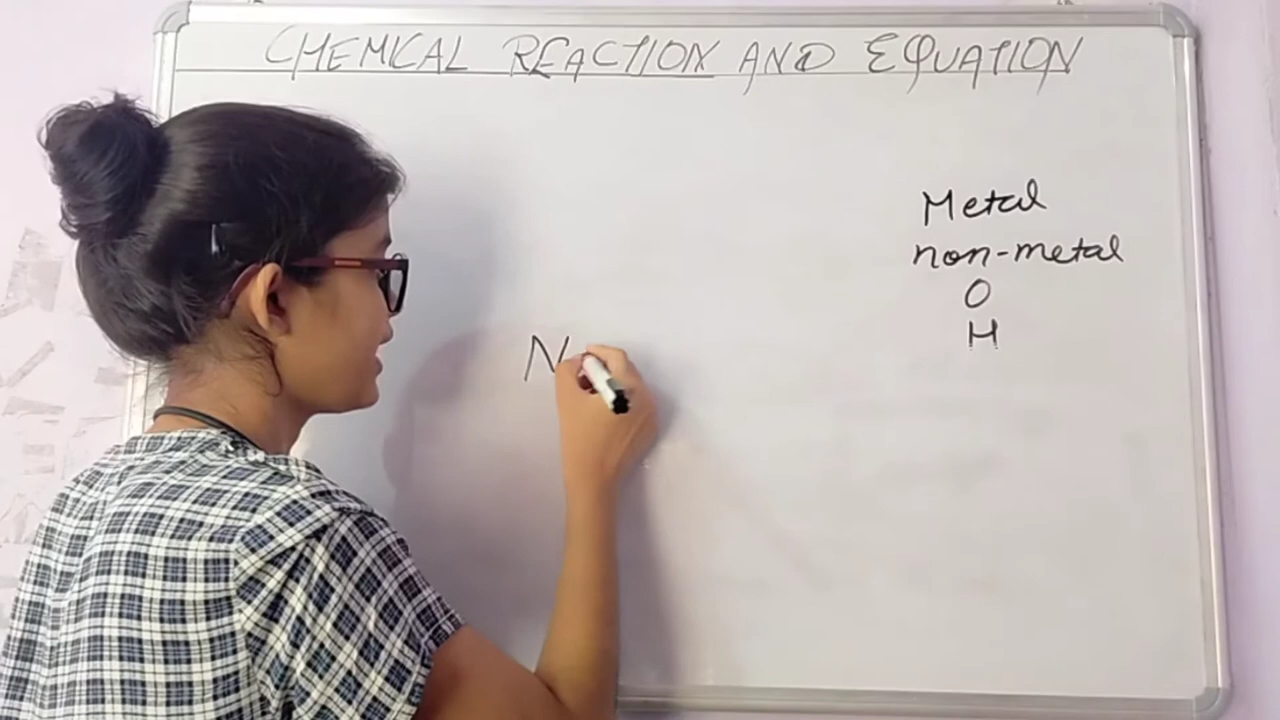 CHEMICAL REACTION AND EQUATION
Metal
non-metal
O
H
N